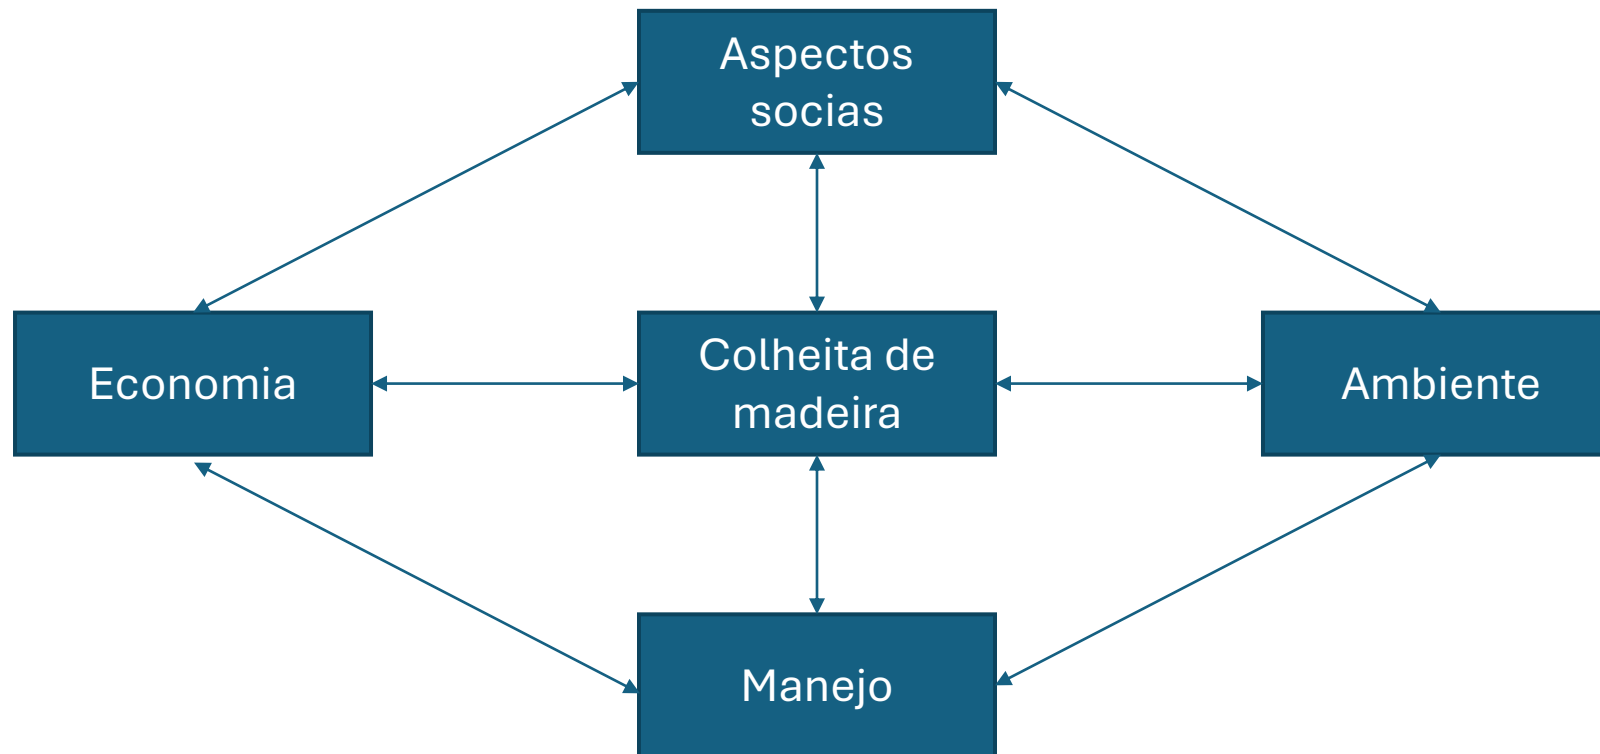 Aspectos
socias
Economia
Colheita de
madeira
Ambiente
Manejo